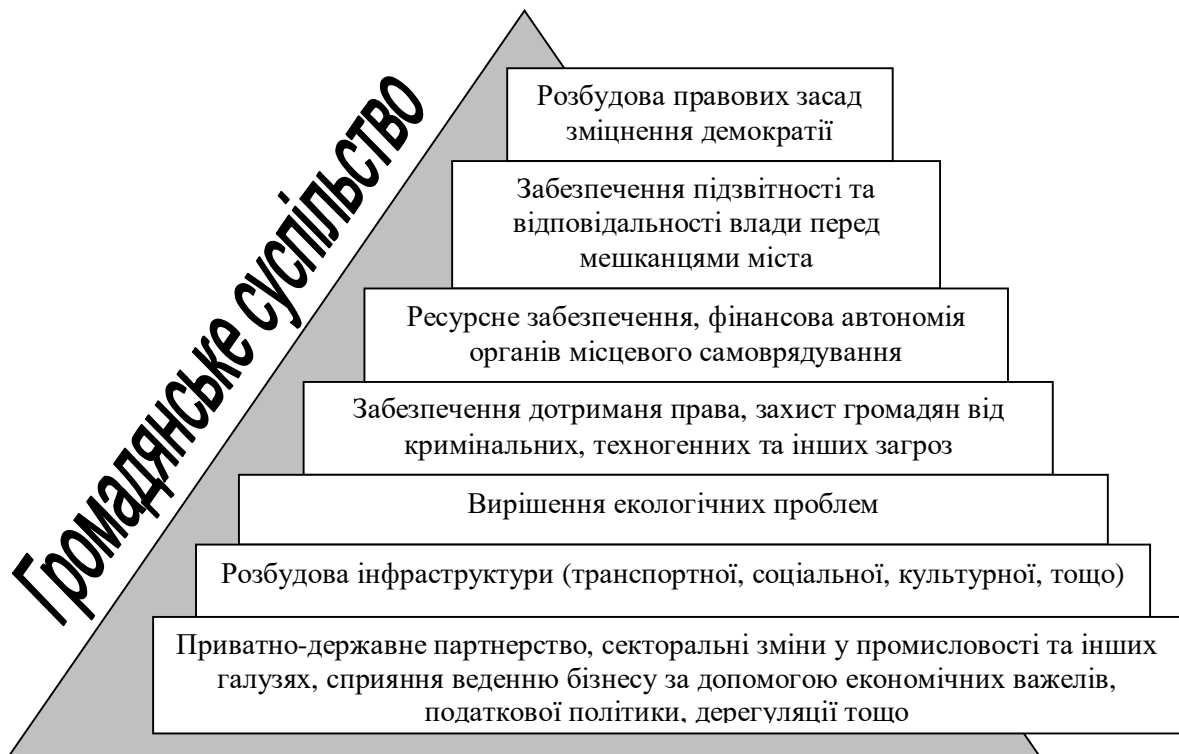 Громадянське суспільство
Розбудова правових засад
зміцнення демократії
Забезпечення підзвітності та
відповідальності влади перед
мешканцями міста
Ресурсне забезпечення, фінансова автономія
органів місцевого самоврядування
Забезпечення дотриманя права, захист громадян від
кримінальних, техногенних та інших загроз
Вирішення екологічних проблем
Розбудова інфраструктури (транспортної, соціальної, культурної, тощо)
Приватно-державне партнерство, секторальні зміни у промисловості та інших
галузях, сприяння веденню бізнесу за допомогою економічних важелів,
податкової політики, дерегуляції тощо